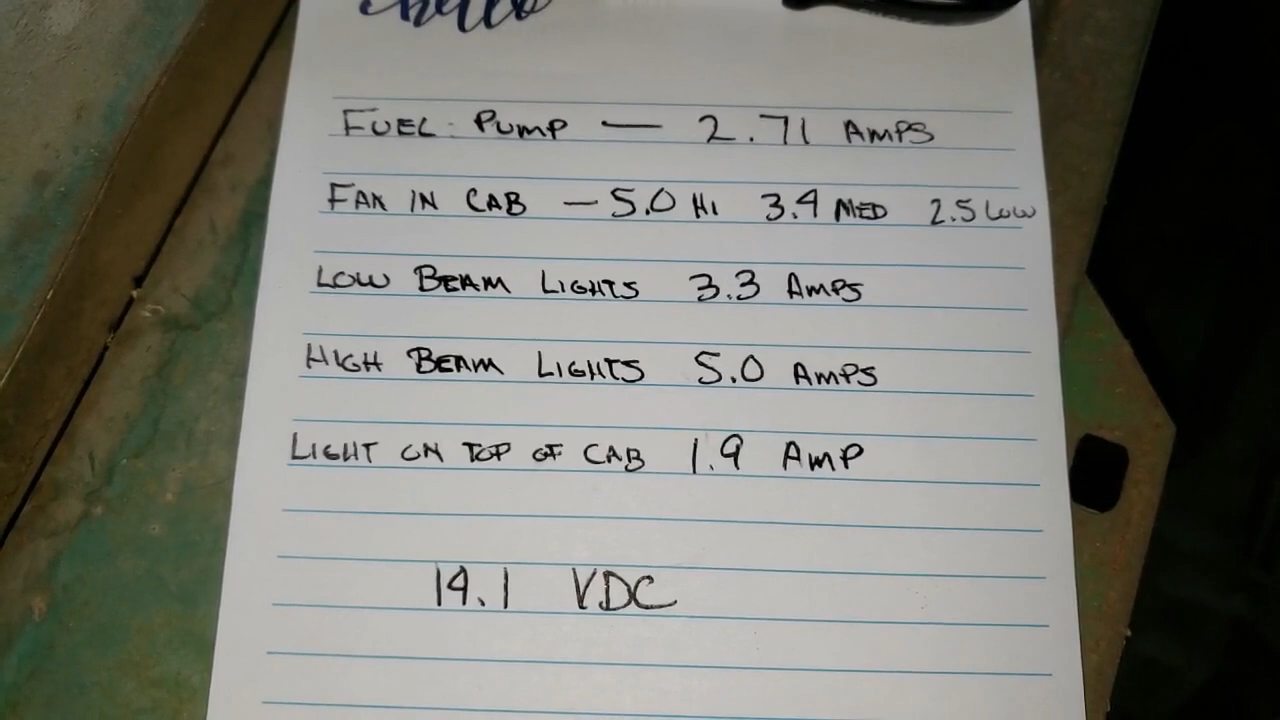 hello
FUEL PUMP — 2.71 AMPS
FAN IN CAB — 5.0 HI 3.4 MED 2.5 LOW
LOW BEAM LIGHTS 3.3 AMPS
HIGH BEAM LIGHTS 5.0 AMPS
LIGHT ON TOP OF CAB 1.9 AMP
14.1 VDC